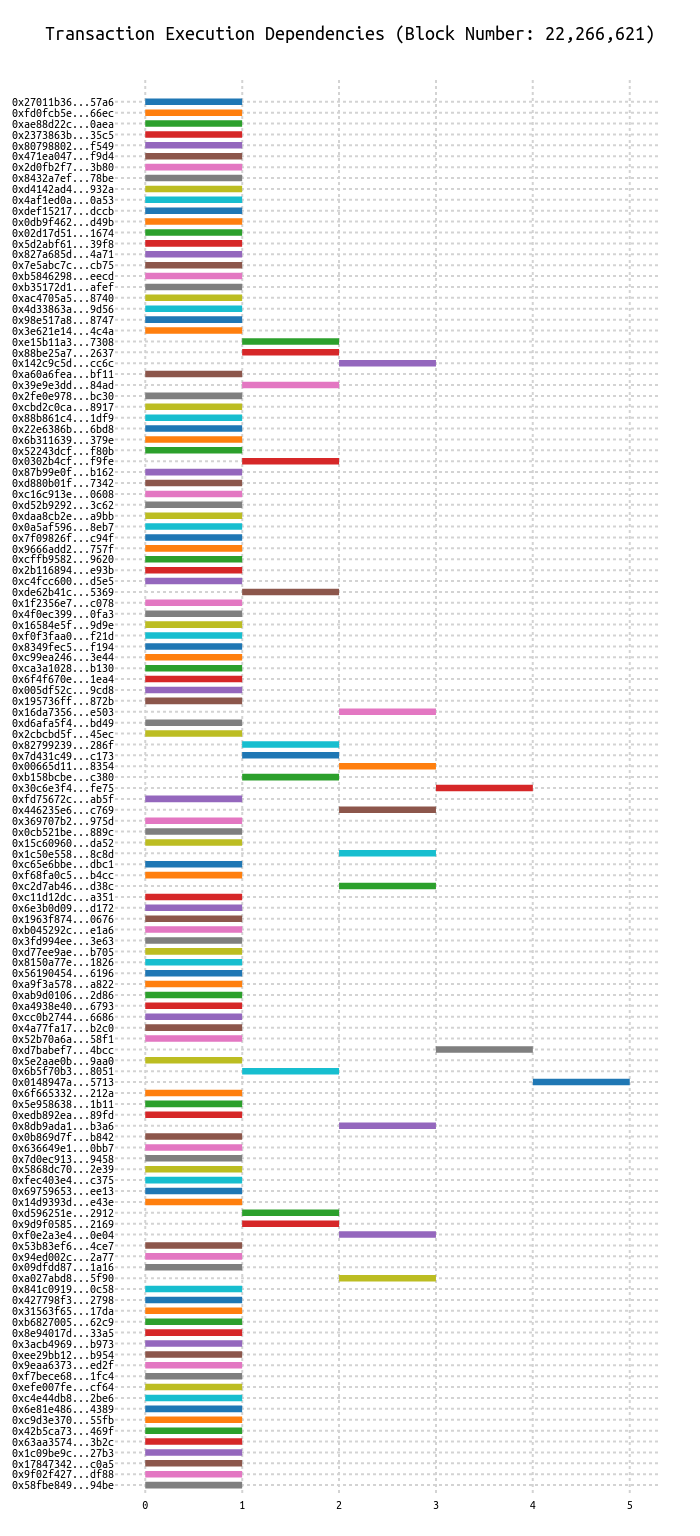 Transaction Execution Dependencies (Block Number: 22,266,621)
0x27011b36...57a6
0xfd0fcb5e...66ec
0xae88d22c...0aea
0x2373863b...35c5
0x80798802...f549
0x471ea047...f9d4
0x2d0fb2f7...3b80
0x8432a7ef...78be
0xd4142ad4...932a
0x4af1ed0a...0a53
0xdef15217...dccb
0x0db9f462...d49b
0x02d17d51...1674
0x5d2abf61...39f8
0x827a685d...4a71
0x7e5abc7c...cb75
0xb5846298...eecd
0xb35172d1...afef
0xac4705a5...8740
0x4d33863a...9d56
0x98e517a8...8747
0x3e621e14...4c4a
0xe15b11a3...7308
0x88be25a7...2637
0x142c9c5d...cc6c
0xa60a6fea...bf11
0x39e9e3dd...84ad
0x2fe0e978...bc30
0xcbd2c0ca...8917
0x88b861c4...1df9
0x22e6386b...6bd8
0x6b311639...379e
0x52243dcf...f80b
0x0302b4cf...f9fe
0x87b99e0f...b162
0xd880b01f...7342
0xc16c913e...0608
0xd52b9292...3c62
0xdaa8cb2e...a9bb
0x0a5af596...8eb7
0x7f09826f...c94f
0x9666add2...757f
0xcffb9582...9620
0x2b116894...e93b
0xc4fcc600...d5e5
0xde62b41c...5369
0x1f2356e7...c078
0x4f0ec399...0fa3
0x16584e5f...9d9e
0xf0f3faa0...f21d
0x8349fec5...f194
0xc99ea246...3e44
0xca3a1028...b130
0x6f4f670e...1ea4
0x005df52c...9cd8
0x195736ff...872b
0x16da7356...e503
0xd6afa5f4...bd49
0x2cbcbd5f...45ec
0x82799239...286f
0x7d431c49...c173
0x00665d11...8354
0xb158bcbe...c380
0x30c6e3f4...fe75
0xfd75672c...ab5f
0x446235e6...c769
0x369707b2...975d
0x0cb521be...889c
0x15c60960...da52
0x1c50e558...8c8d
0xc65e6bbe...dbc1
0xf68fa0c5...b4cc
0xc2d7ab46...d38c
0xc11d12dc...a351
0x6e3b0d09...d172
0x1963f874...0676
0xb045292c...e1a6
0x3fd994ee...3e63
0xd77ee9ae...b705
0x8150a77e...1826
0x56190454...6196
0xa9f3a578...a822
0xab9d0106...2d86
0xa4938e40...6793
0xcc0b2744...6686
0x4a77fa17...b2c0
0x52b70a6a...58f1
0xd7babef7...4bcc
0x5e2aae0b...9aa0
0x6b5f70b3...8051
0x0148947a...5713
0x6f665332...212a
0x5e958638...1b11
0xedb892ea...89fd
0x8db9ada1...b3a6
0x0b869d7f...b842
0x636649e1...0bb7
0x7d0ec913...9458
0x5868dc70...2e39
0xfec403e4...c375
0x69759653...ee13
0x14d9393d...e43e
0xd596251e...2912
0x9d9f0585...2169
0xf0e2a3e4...0e04
0x53b83ef6...4ce7
0x94ed002c...2a77
0x09dfdd87...1a16
0xa027abd8...5f90
0x841c0919...0c58
0x427798f3...2798
0x31563f65...17da
0xb6827005...62c9
0x8e94017d...33a5
0x3acb4969...b973
0xee29bb12...b954
0x9eaa6373...ed2f
0xf7bece68...1fc4
0xefe007fe...cf64
0xc4e44db8...2be6
0x6e81e486...4389
0xc9d3e370...55fb
0x42b5ca73...469f
0x63aa3574...3b2c
0x1c09be9c...27b3
0x17847342...c0a5
0x9f02f427...df88
0x58fbe849...94be
0 1 2 3 4 5